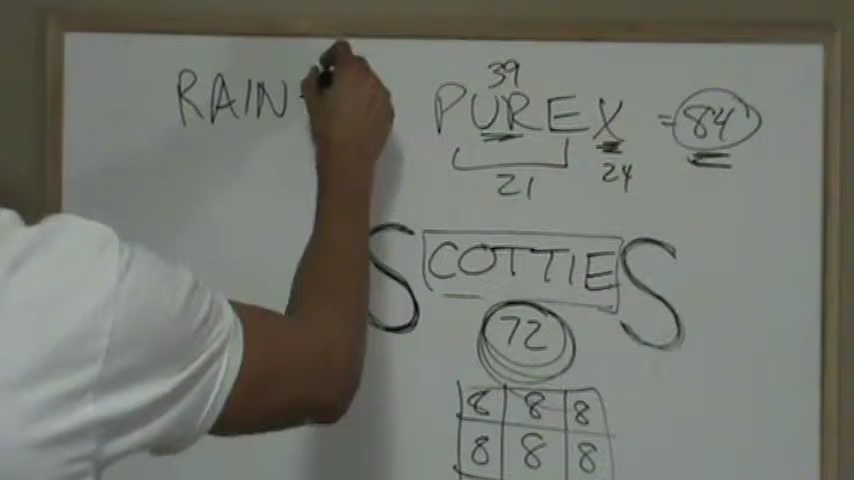 RAIN
39
PUREX = 84
21 24
SCOTTIES
72
8 8 8
8 8 8